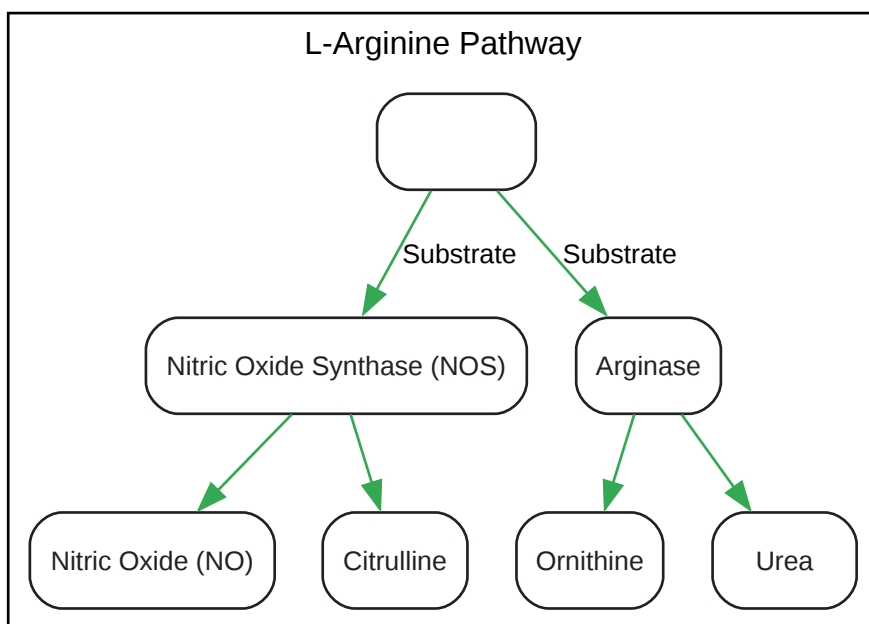 L-Arginine Pathway
Substrate
Substrate
Nitric Oxide Synthase (NOS)
Arginase
Nitric Oxide (NO)
Citrulline
Ornithine
Urea